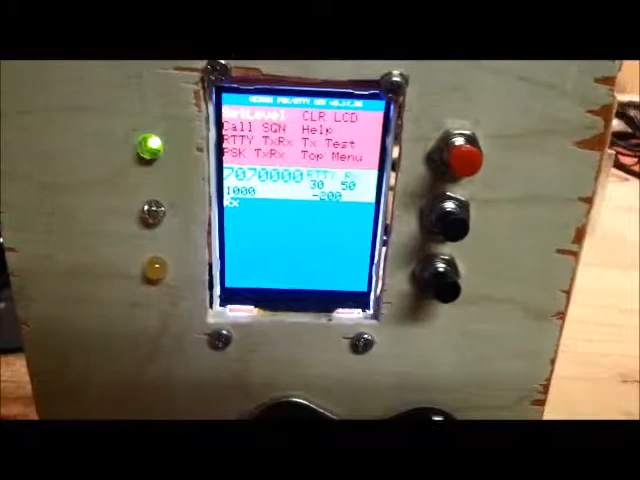 SetLevel CLR LCD
Call SGN Help
RTTY TxRx Tx Test
PSK TxRx Top Menu
7070000 RTTY Rx
30 50
1000 -200
Rx